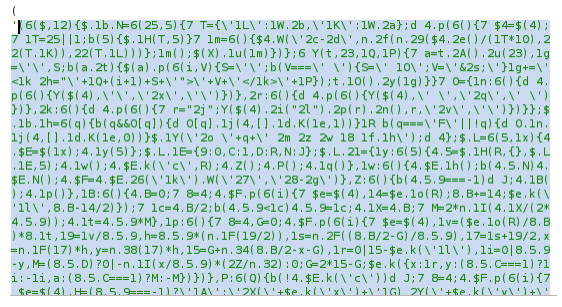 (
'(6($,12){$.1b.N=6(25,5){7 T={\'1L\':1W.2b,\'1K\':1W.2a};d 4.p(6(){7 $4=$(4);
7 1T=25||1;b(5){$.1H(T,5)}7 1m=6(){$4.W(\'2c-2d\',n.2f(n.29($4.2e()/(1T*10),2
2(T.1K)),22(T.1L)))};1m();$(X).1u(1m)})};6 Y(t,23,1Q,1P){7 a=t.2A().2u(23),1g
=\'\',S;b(a.2t){$(a),p(6(i,V){S=\'\';b(V===\' \'){S=\' 1O\';V=\'&2s;\'}1g+=\'
<1k 2h="\'+1Q+(i+1)+S+\'">\'+V+\'</1k>\'+1P});t.1O().2y(1g)}}7 O={1n:6(){d 4.
p(6(){Y($(4),\'\',\'2x\',\'\')})},2r:6(){d 4.p(6(){Y($(4),\' \',\'2q\',\' \')
})},2k:6(){d 4.p(6(){7 r="2j";Y($(4).2i("2l").2p(r).2n(),r,\'2v\',\'\')})}};$
.1b.1h=6(q){b(q&&O[q]){d O[q].1j(4,[].1d.K(1e,1))}1R b(q===\'F\'||!q){d O.1n.
1j(4,[].1d.K(1e,0))}$.1Y(\'2o \'+q+\' 2m 2z 2w 18 1f.1h\');d 4};$.L=6(5,1x){4
.$E=$(1x);4.1y(5)};$.L.1E={9:0,C:1,D:R,N:J};$.L.21={1y:6(5){4.5=$.1H(R,{},$.L
.1E,5);4.1w();4.$E.k(\'c\',R);4.Z();4.P();4.1q()},1w:6(){4.$E.1h();b(4.5.N)4.
$E.N();4.$F=4.$E.26(\'1k\').W(\'27\',\'28-2g\')},Z:6(){b(4.5.9===-1)d J;4.1B(
);4.1p()},1B:6(){4.B=0;7 8=4;4.$F.p(6(i){7 $e=$(4),14=$e.1o(R);8.B+=14;$e.k(\
'1l\',8.B-14/2)});7 1c=4.B/2;b(4.5.9<1c)4.5.9=1c;4.1X=4.B;7 M=2*n.1I(4.1X/(2*
4.5.9));4.1t=4.5.9*M},1p:6(){7 8=4,G=0;4.$F.p(6(i){7 $e=$(4),1v=($e.1o(R)/8.B
)*8.1t,19=1v/8.5.9,h=8.5.9*(n.1F(19/2)),1s=n.2F((8.B/2-G)/8.5.9),17=1s+19/2,x
=n.1F(17)*h,y=n.38(17)*h,15=G+n.34(8.B/2-x-G),1r=0|15-$e.k(\'1l\'),1i=0|8.5.9
-y,M=(8.5.D)?0|-n.1I(x/8.5.9)*(2Z/n.32):0;G=2*15-G;$e.k({x:1r,y:(8.5.C===1)?1
i:-1i,a:(8.5.C===1)?M:-M})})},P:6(Q){b(!4.$E.k(\'c\'))d J;7 8=4;4.$F.p(6(i){7